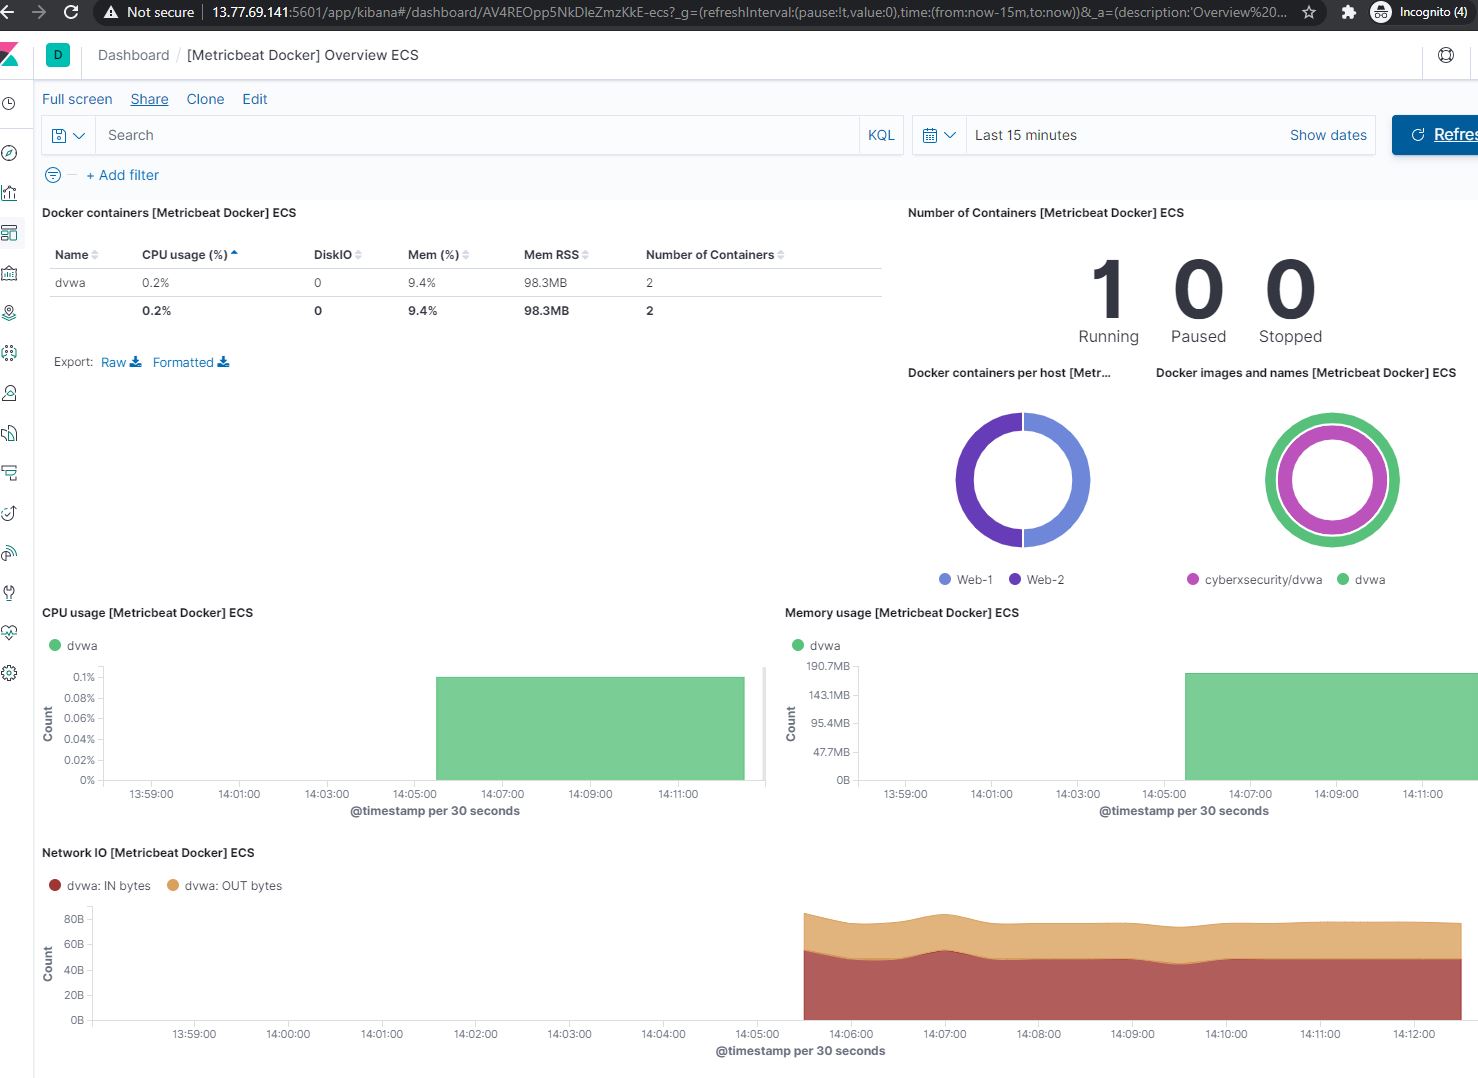 Not secure | 13.77.69.141:5601/app/kibana#/dashboard/AV4REOpp5NkDleZmzKkE-ecs?_g=(refreshInterval:(pause:!t,value:0),time:(from:now-15m,to:now))&_a=(description:'Overview%20... Incognito (4)
D Dashboard / [Metricbeat Docker] Overview ECS
Full screen Share Clone Edit
Search KQL Last 15 minutes Show dates Refres
+ Add filter
Docker containers [Metricbeat Docker] ECS
Name CPU usage (%) DiskIO Mem (%) Mem RSS Number of Containers
dvwa 0.2% 0 9.4% 98.3MB 2
0.2% 0 9.4% 98.3MB 2
Export: Raw Formatted
Number of Containers [Metricbeat Docker] ECS
1 0 0
Running Paused Stopped
Docker containers per host [Metr...
Web-1 Web-2
Docker images and names [Metricbeat Docker] ECS
cyberxsecurity/dvwa dvwa
CPU usage [Metricbeat Docker] ECS
dvwa
0.1%
0.08%
0.06%
0.04%
0.02%
0%
Count
13:59:00 14:01:00 14:03:00 14:05:00 14:07:00 14:09:00 14:11:00
@timestamp per 30 seconds
Memory usage [Metricbeat Docker] ECS
dvwa
190.7MB
143.1MB
95.4MB
47.7MB
0B
Count
13:59:00 14:01:00 14:03:00 14:05:00 14:07:00 14:09:00 14:11:00
@timestamp per 30 seconds
Network IO [Metricbeat Docker] ECS
dvwa: IN bytes dvwa: OUT bytes
80B
60B
40B
20B
0B
Count
13:59:00 14:00:00 14:01:00 14:02:00 14:03:00 14:04:00 14:05:00 14:06:00 14:07:00 14:08:00 14:09:00 14:10:00 14:11:00 14:12:00
@timestamp per 30 seconds